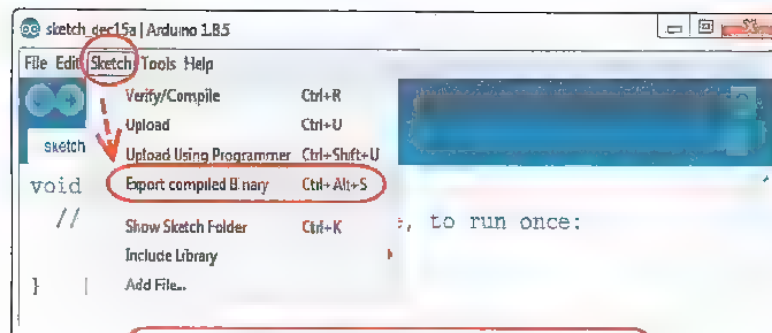 sketch_dec15a | Arduino 1.8.5
File Edit Sketch Tools Help
Verify/Compile Ctrl+R
Upload Ctrl+U
sketch
Upload Using Programmer Ctrl+Shift+U
void
Export compiled Binary Ctrl+Alt+S
//
Show Sketch Folder Ctrl+K
, to run once:
Include Library
}
Add File...